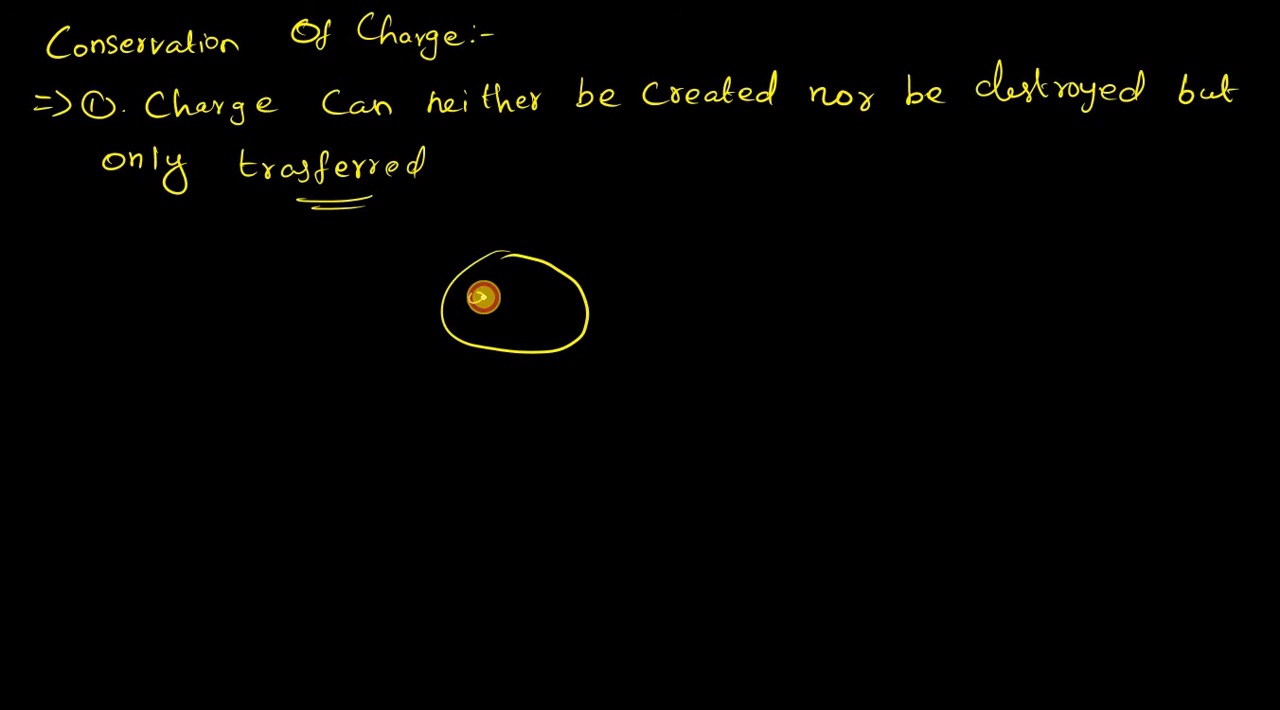 Conservation Of Charge:-
=> ①. Charge Can neither be Created nor be destroyed but
only trasferred